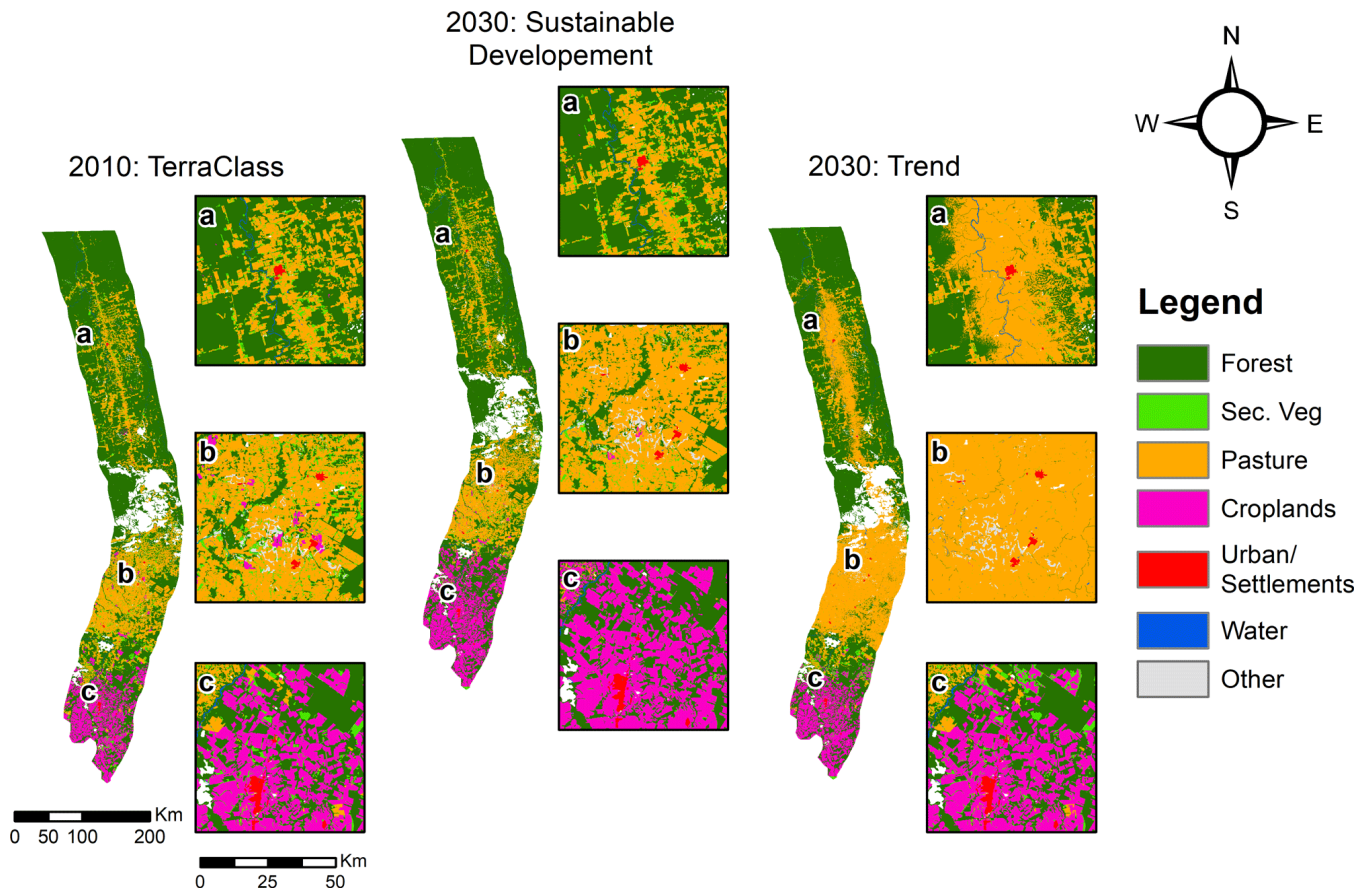 2030: Sustainable
Developement
2010: TerraClass
2030: Trend
N
W
E
S
a
b
c
a
b
c
a
b
c
a
b
c
a
b
c
a
b
c
Legend
Forest
Sec. Veg
Pasture
Croplands
Urban/
Settlements
Water
Other
Km
0 50 100 200
Km
0 25 50